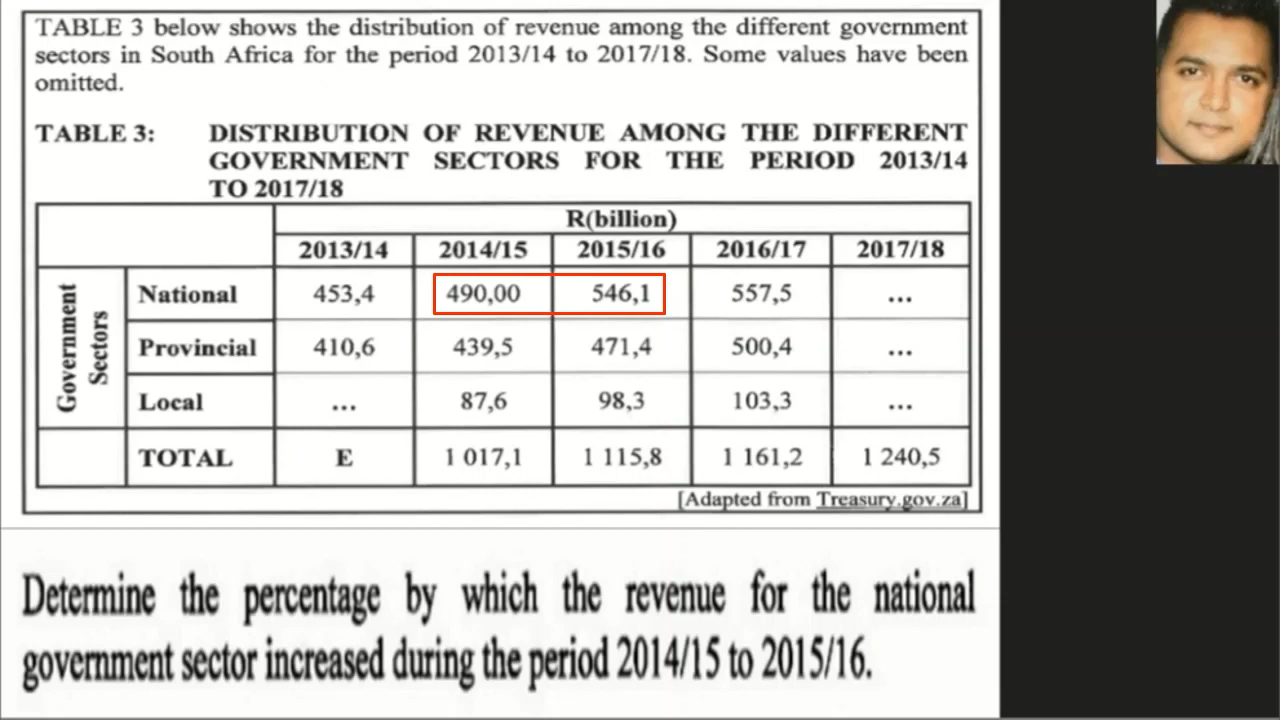 TABLE 3 below shows the distribution of revenue among the different government
sectors in South Africa for the period 2013/14 to 2017/18. Some values have been
omitted.
TABLE 3: DISTRIBUTION OF REVENUE AMONG THE DIFFERENT
GOVERNMENT SECTORS FOR THE PERIOD 2013/14
TO 2017/18
R(billion)
2013/14 2014/15 2015/16 2016/17 2017/18
Government
Sectors
National 453,4 490,00 546,1 557,5 ...
Provincial 410,6 439,5 471,4 500,4 ...
Local ... 87,6 98,3 103,3 ...
TOTAL E 1 017,1 1 115,8 1 161,2 1 240,5
[Adapted from Treasury.gov.za]
Determine the percentage by which the revenue for the national
government sector increased during the period 2014/15 to 2015/16.